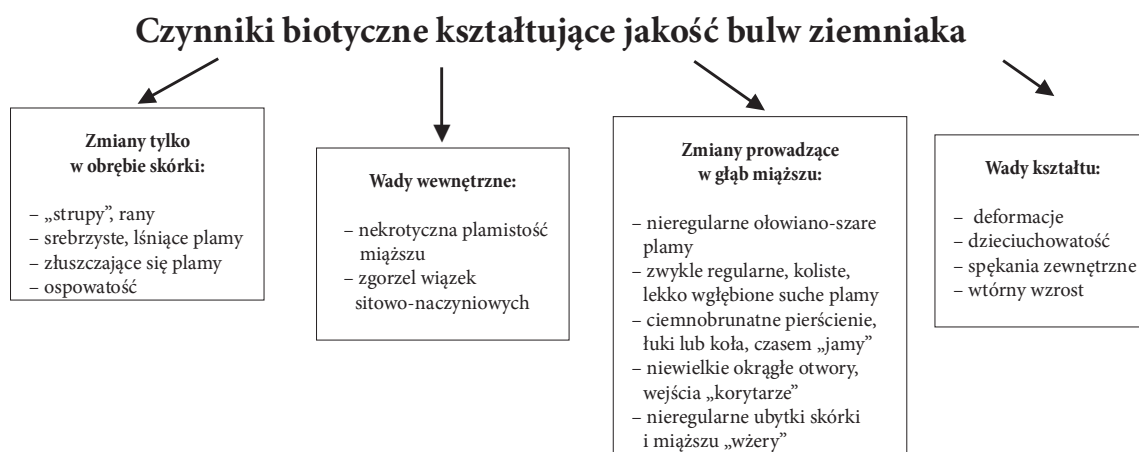 Czynniki biotyczne kształtujące jakość bulw ziemniaka
Zmiany tylko
w obrębie skórki:
– „strupy”, rany
– srebrzyste, lśniące plamy
– złuszczające się plamy
– ospowatość
Wady wewnętrzne:
– nekrotyczna plamistość
miąższu
– zgorzel wiązek
sitowo-naczyniowych
Zmiany prowadzące
w głąb miąższu:
– nieregularne ołowiano-szare
plamy
– zwykle regularne, koliste,
lekko wgłębione suche plamy
– ciemnobrunatne pierścienie,
łuki lub koła, czasem „jamy”
– niewielkie okrągłe otwory,
wejścia „korytarze”
– nieregularne ubytki skórki
i miąższu „wżery”
Wady kształtu:
– deformacje
– dzieciuchowatość
– spękania zewnętrzne
– wtórny wzrost